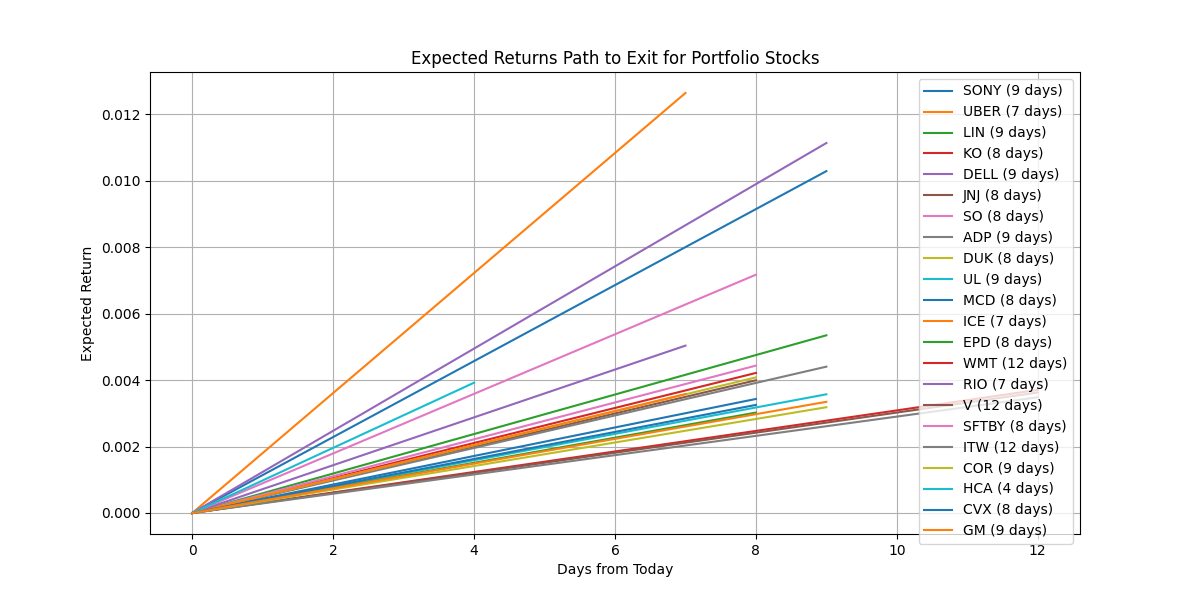 Expected Returns Path to Exit for Portfolio Stocks
Expected Return
0.012
0.010
0.008
0.006
0.004
0.002
0.000
SONY (9 days)
UBER (7 days)
LIN (9 days)
KO (8 days)
DELL (9 days)
JNJ (8 days)
SO (8 days)
ADP (9 days)
DUK (8 days)
UL (9 days)
MCD (8 days)
ICE (7 days)
EPD (8 days)
WMT (12 days)
RIO (7 days)
V (12 days)
SFTBY (8 days)
ITW (12 days)
COR (9 days)
HCA (4 days)
CVX (8 days)
GM (9 days)
0 2 4 6 8 10 12
Days from Today